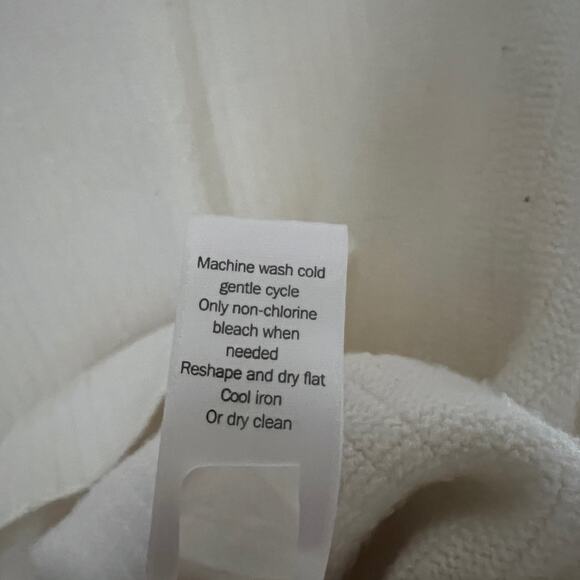 Machine wash cold
gentle cycle
Only non-chlorine
bleach when
needed
Reshape and dry flat
Cool iron
Or dry clean